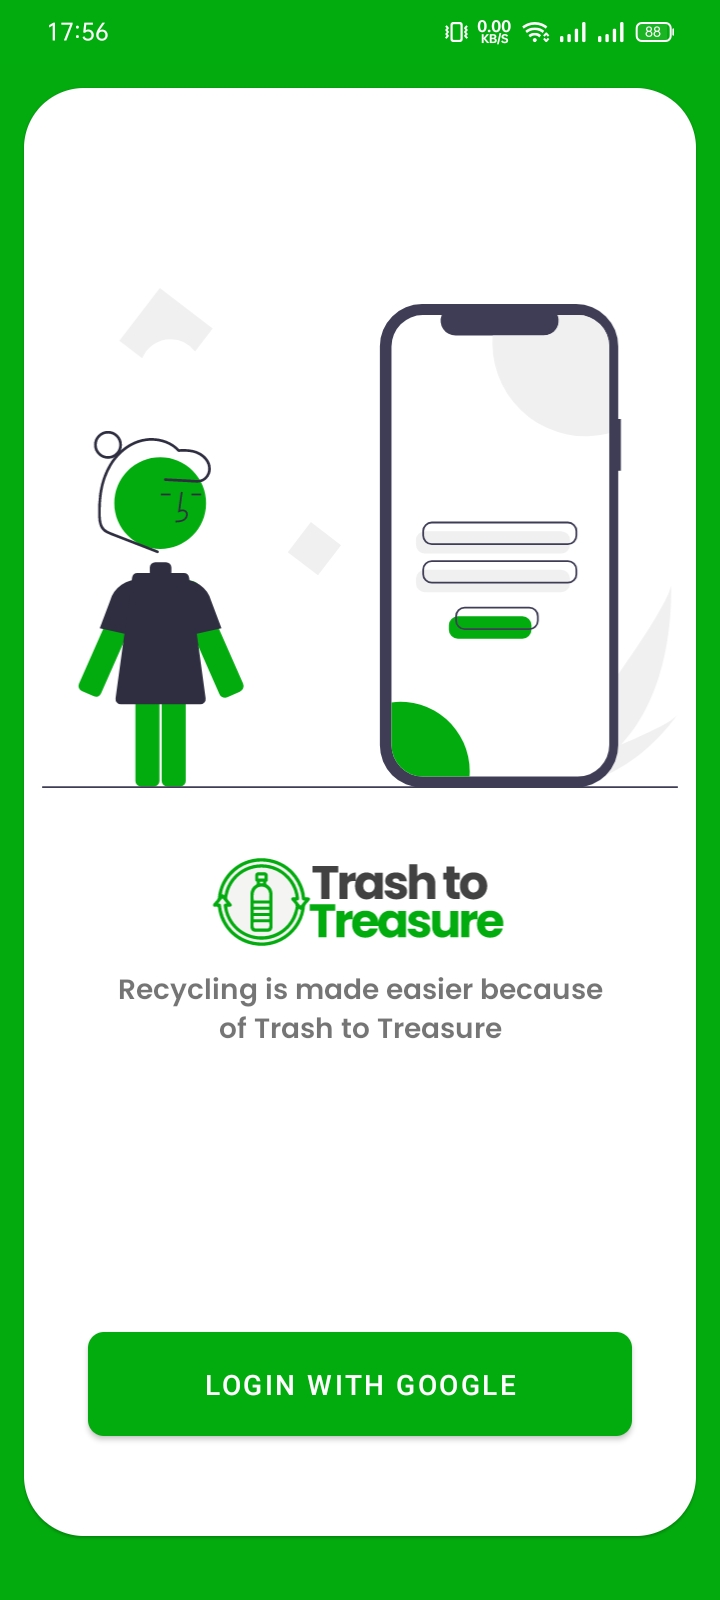 17:56
0.00
KB/S
88
Trash to
Treasure
Recycling is made easier because
of Trash to Treasure
LOGIN WITH GOOGLE